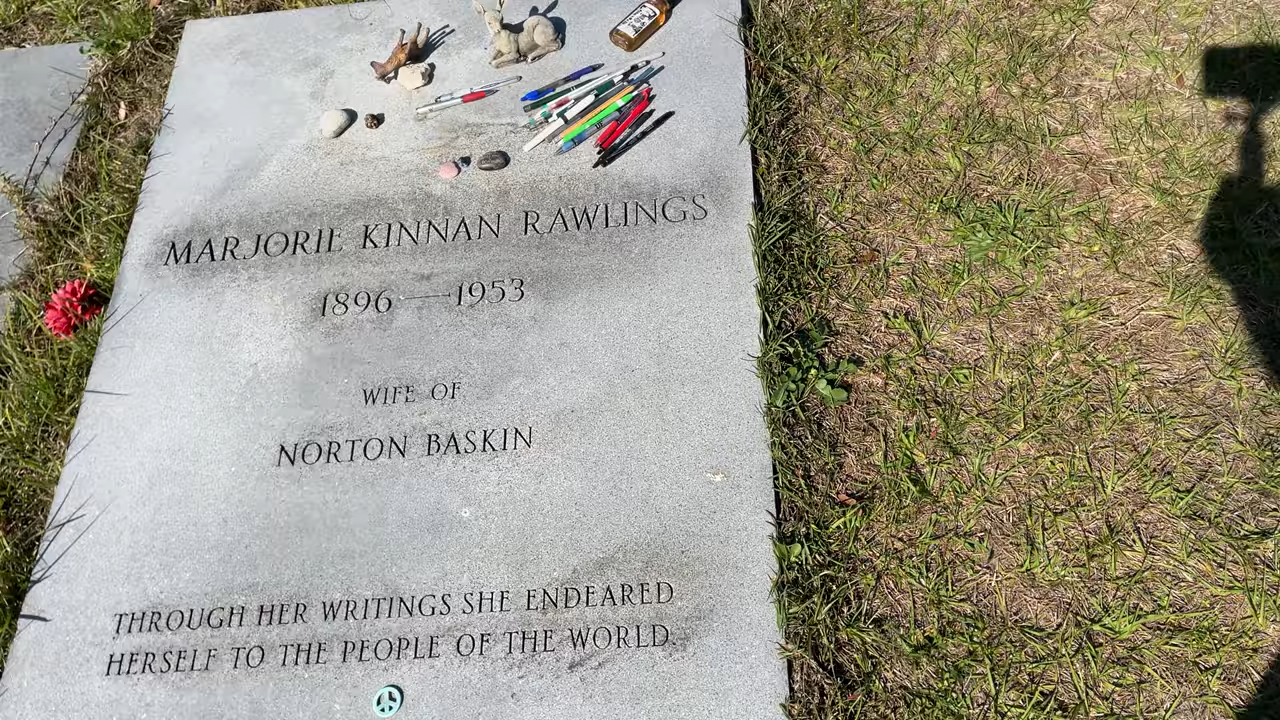 MARJORIE KINNAN RAWLINGS
1896—1953
WIFE OF
NORTON BASKIN
THROUGH HER WRITINGS SHE ENDEARED
HERSELF TO THE PEOPLE OF THE WORLD.